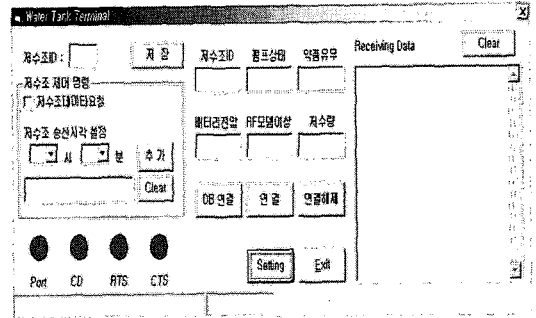 Water Tank Terminal
저수조ID :
저 장
저수조 제어 명령
저수조데이타요청
저수조 송신시각 설정
시
분
추 가
Clear
저수조ID 펌프상태 약품유무
배터리전압 RF모뎀이상 저수량
DB 연결 연 결 연결해제
Setting Exit
Receiving Data
Clear
Port CD RTS CTS